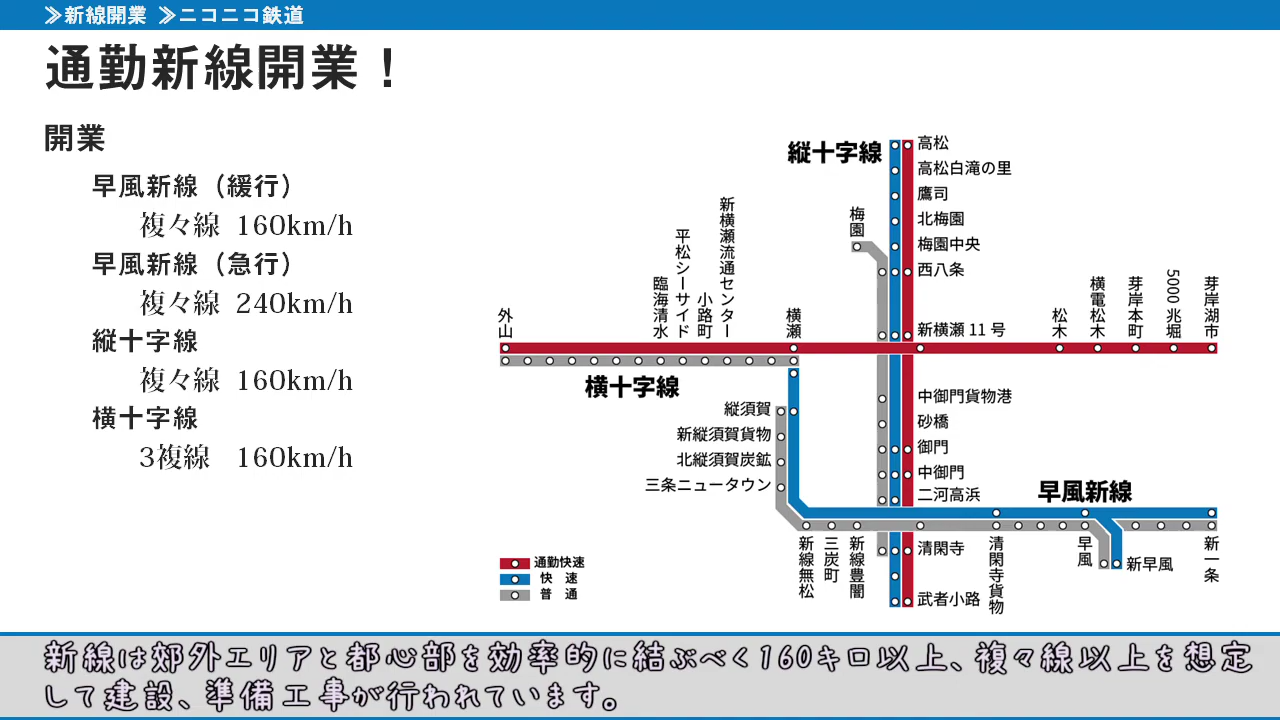 ≫新線開業 ≫ニコニコ鉄道
通勤新線開業！
開業
早風新線（緩行）
複々線 160km/h
早風新線（急行）
複々線 240km/h
縦十字線
複々線 160km/h
横十字線
3複線 160km/h
縦十字線
高松
高松白滝の里
鷹司
北梅園
梅園中央
西八条
梅園
新横瀬11号
外山
臨海清水
平松シーサイド
小路町
新横瀬流通センター
横瀬
松木
横電松木
芽岸本町
5000兆堀
芽岸湖市
横十字線
縦須賀
新縦須賀貨物
北縦須賀炭鉱
三条ニュータウン
中御門貨物港
砂橋
御門
中御門
二河高浜
早風新線
清閑寺
武者小路
新線無松
三炭町
新線豊闇
清閑寺貨物
早風
新早風
新一条
通勤快速
快 速
普 通
新線は郊外エリアと都心部を効率的に結ぶべく160キロ以上、複々線以上を想定
して建設、準備工事が行われています。